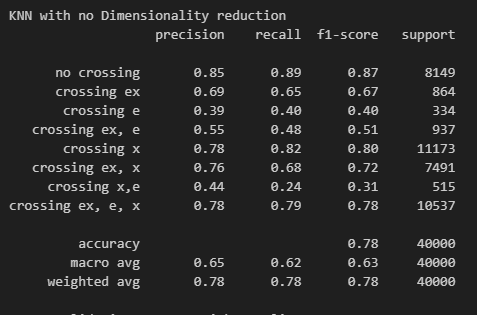 KNN with no Dimensionality reduction
precision recall f1-score support
no crossing 0.85 0.89 0.87 8149
crossing ex 0.69 0.65 0.67 864
crossing e 0.39 0.40 0.40 334
crossing ex, e 0.55 0.48 0.51 937
crossing x 0.78 0.82 0.80 11173
crossing ex, x 0.76 0.68 0.72 7491
crossing x,e 0.44 0.24 0.31 515
crossing ex, e, x 0.78 0.79 0.78 10537
accuracy 0.78 40000
macro avg 0.65 0.62 0.63 40000
weighted avg 0.78 0.78 0.78 40000